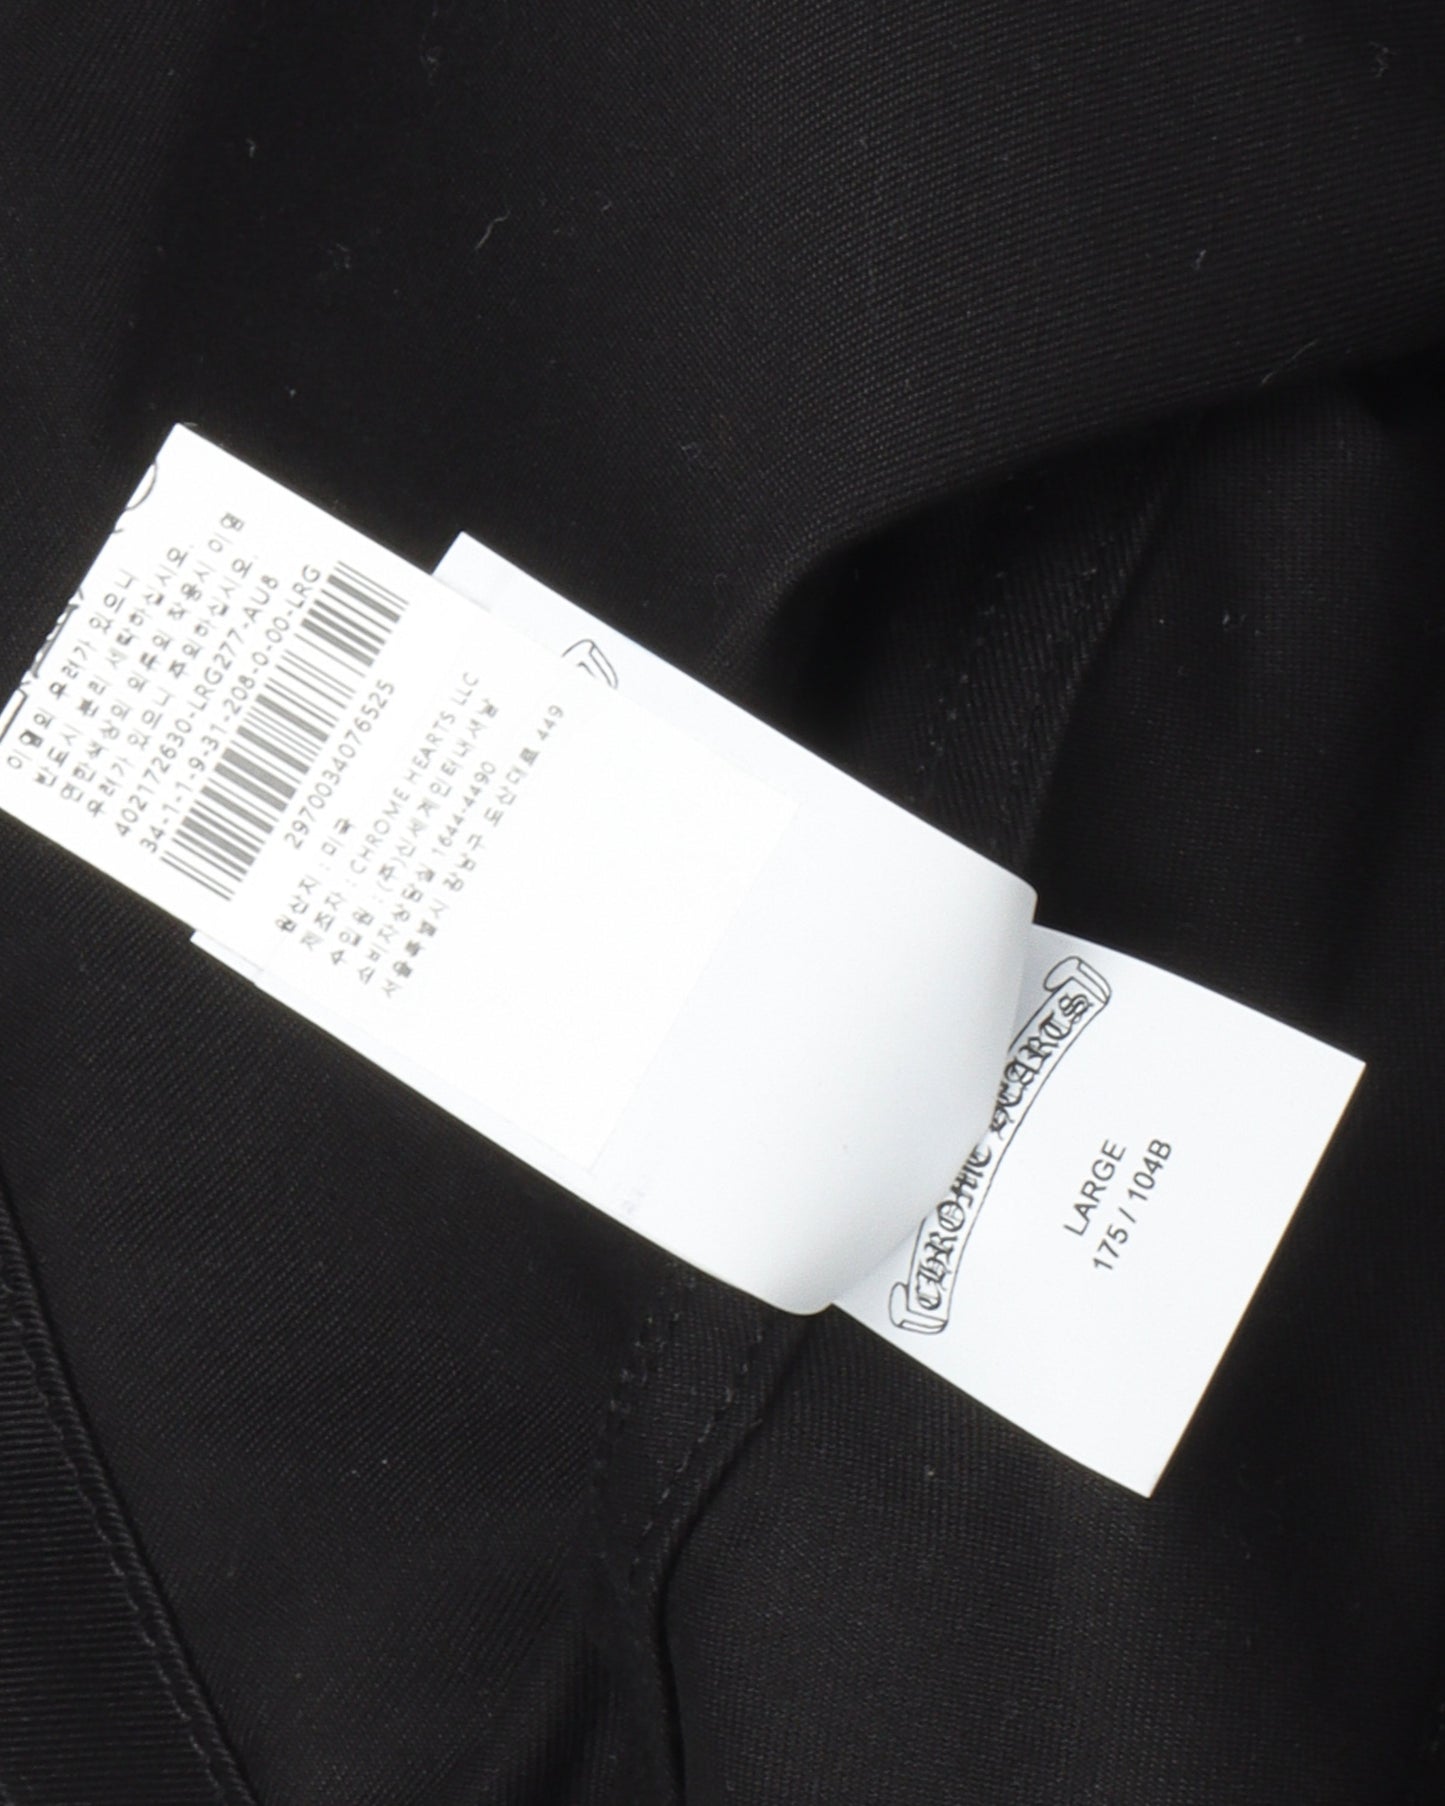 이염의 우려가 있으니
반드시 분리 세탁하십시오.
연한색상의 의류와 착용시 이염
우려가 있으니 주의하십시오.
402172630-LRG277-AU8
34-1-1-9-31-208-0-00-LRG
2970034076525
원산지 : 미국
제조자 : CHROME HEARTS LLC
수입원 : (주)신세계인터내셔날
소비자상담실 1644-4490
서울특별시 강남구 도산대로 449
CHROME HEARTS
LARGE
175 / 104B